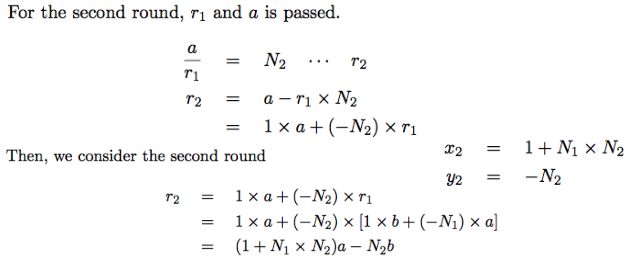 For the second round, r₁ and a is passed.
a/r₁ = N₂ ⋯ r₂
r₂ = a − r₁ × N₂
= 1 × a + (−N₂) × r₁
Then, we consider the second round
x₂ = 1 + N₁ × N₂
y₂ = −N₂
r₂ = 1 × a + (−N₂) × r₁
= 1 × a + (−N₂) × [1 × b + (−N₁) × a]
= (1 + N₁ × N₂)a − N₂b